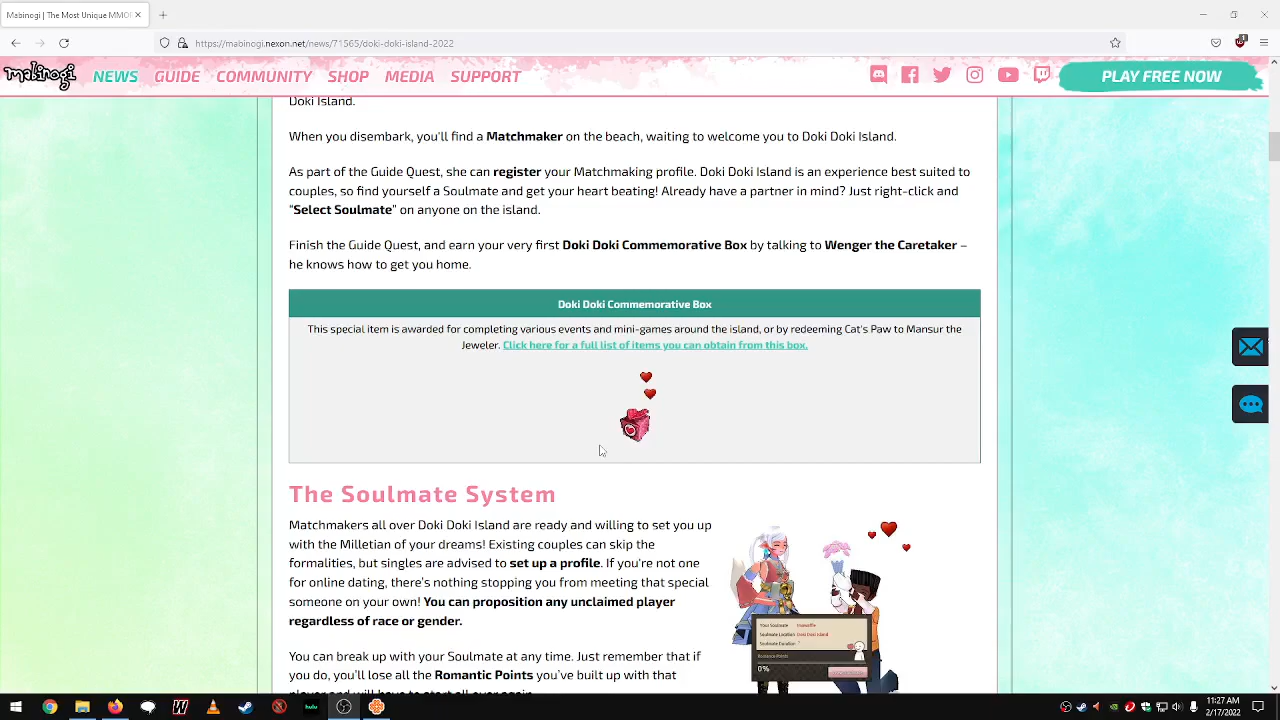 Mabinogi | The Most Unique MMO
https://mabinogi.nexon.net/news/71565/doki-doki-island-2022
mabinogi NEWS GUIDE COMMUNITY SHOP MEDIA SUPPORT PLAY FREE NOW
Doki Island.
When you disembark, you'll find a Matchmaker on the beach, waiting to welcome you to Doki Doki Island.
As part of the Guide Quest, she can register your Matchmaking profile. Doki Doki Island is an experience best suited to
couples, so find yourself a Soulmate and get your heart beating! Already have a partner in mind? Just right-click and
“Select Soulmate” on anyone on the island.
Finish the Guide Quest, and earn your very first Doki Doki Commemorative Box by talking to Wenger the Caretaker –
he knows how to get you home.
Doki Doki Commemorative Box
This special item is awarded for completing various events and mini-games around the island, or by redeeming Cat's Paw to Mansur the
Jeweler. Click here for a full list of items you can obtain from this box.
The Soulmate System
Matchmakers all over Doki Doki Island are ready and willing to set you up
with the Milletian of your dreams! Existing couples can skip the
formalities, but singles are advised to set up a profile. If you're not one
for online dating, there's nothing stopping you from meeting that special
someone on your own! You can proposition any unclaimed player
regardless of race or gender.
Your Soulmate
Soulmate Location Doki Doki Island
Soulmate Duration
Romance Points
0%
You can break up with your Soulmate at any time. Just remember that if
you do, you'll lose all the Romantic Points you've built up with that
hulu
11:27 AM
2/17/2022